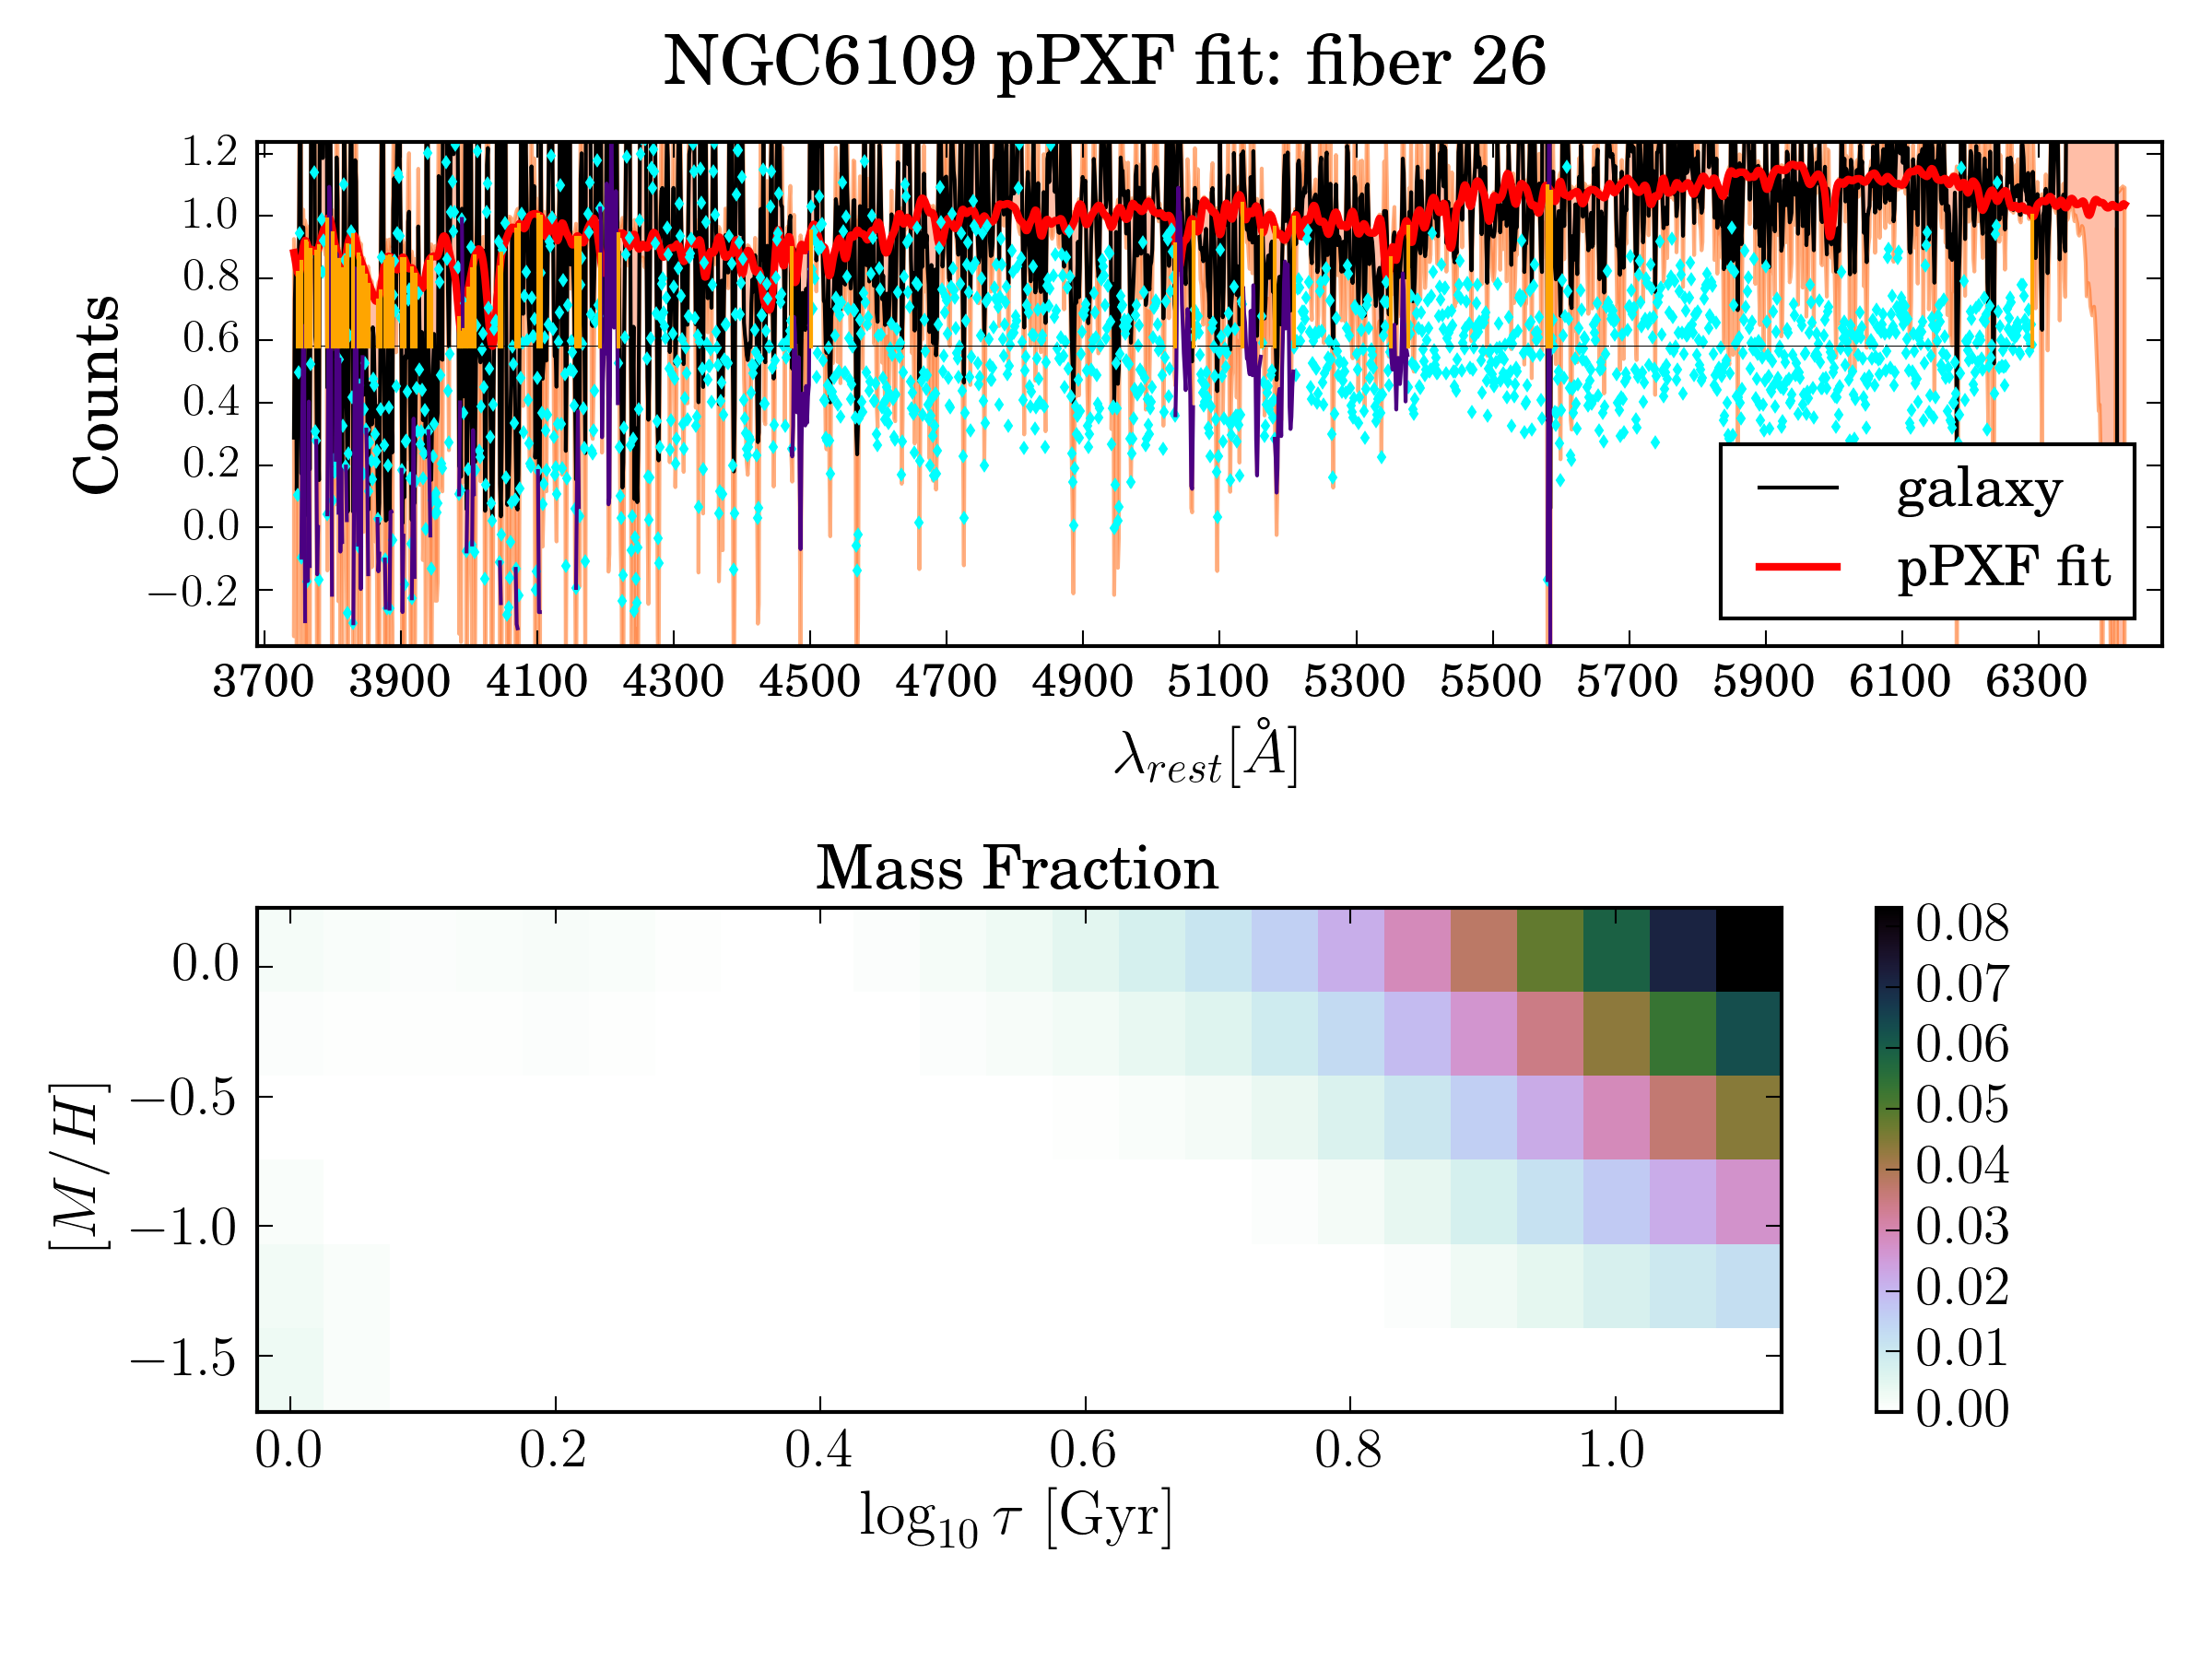 NGC6109 pPXF fit: fiber 26
1.2
1.0
0.8
0.6
0.4
0.2
0.0
−0.2
Counts
galaxy
pPXF fit
3700 3900 4100 4300 4500 4700 4900 5100 5300 5500 5700 5900 6100 6300
λ_rest[Å]
Mass Fraction
0.0
−0.5
−1.0
−1.5
[M/H]
0.08
0.07
0.06
0.05
0.04
0.03
0.02
0.01
0.00
0.0 0.2 0.4 0.6 0.8 1.0
log₁₀ τ [Gyr]